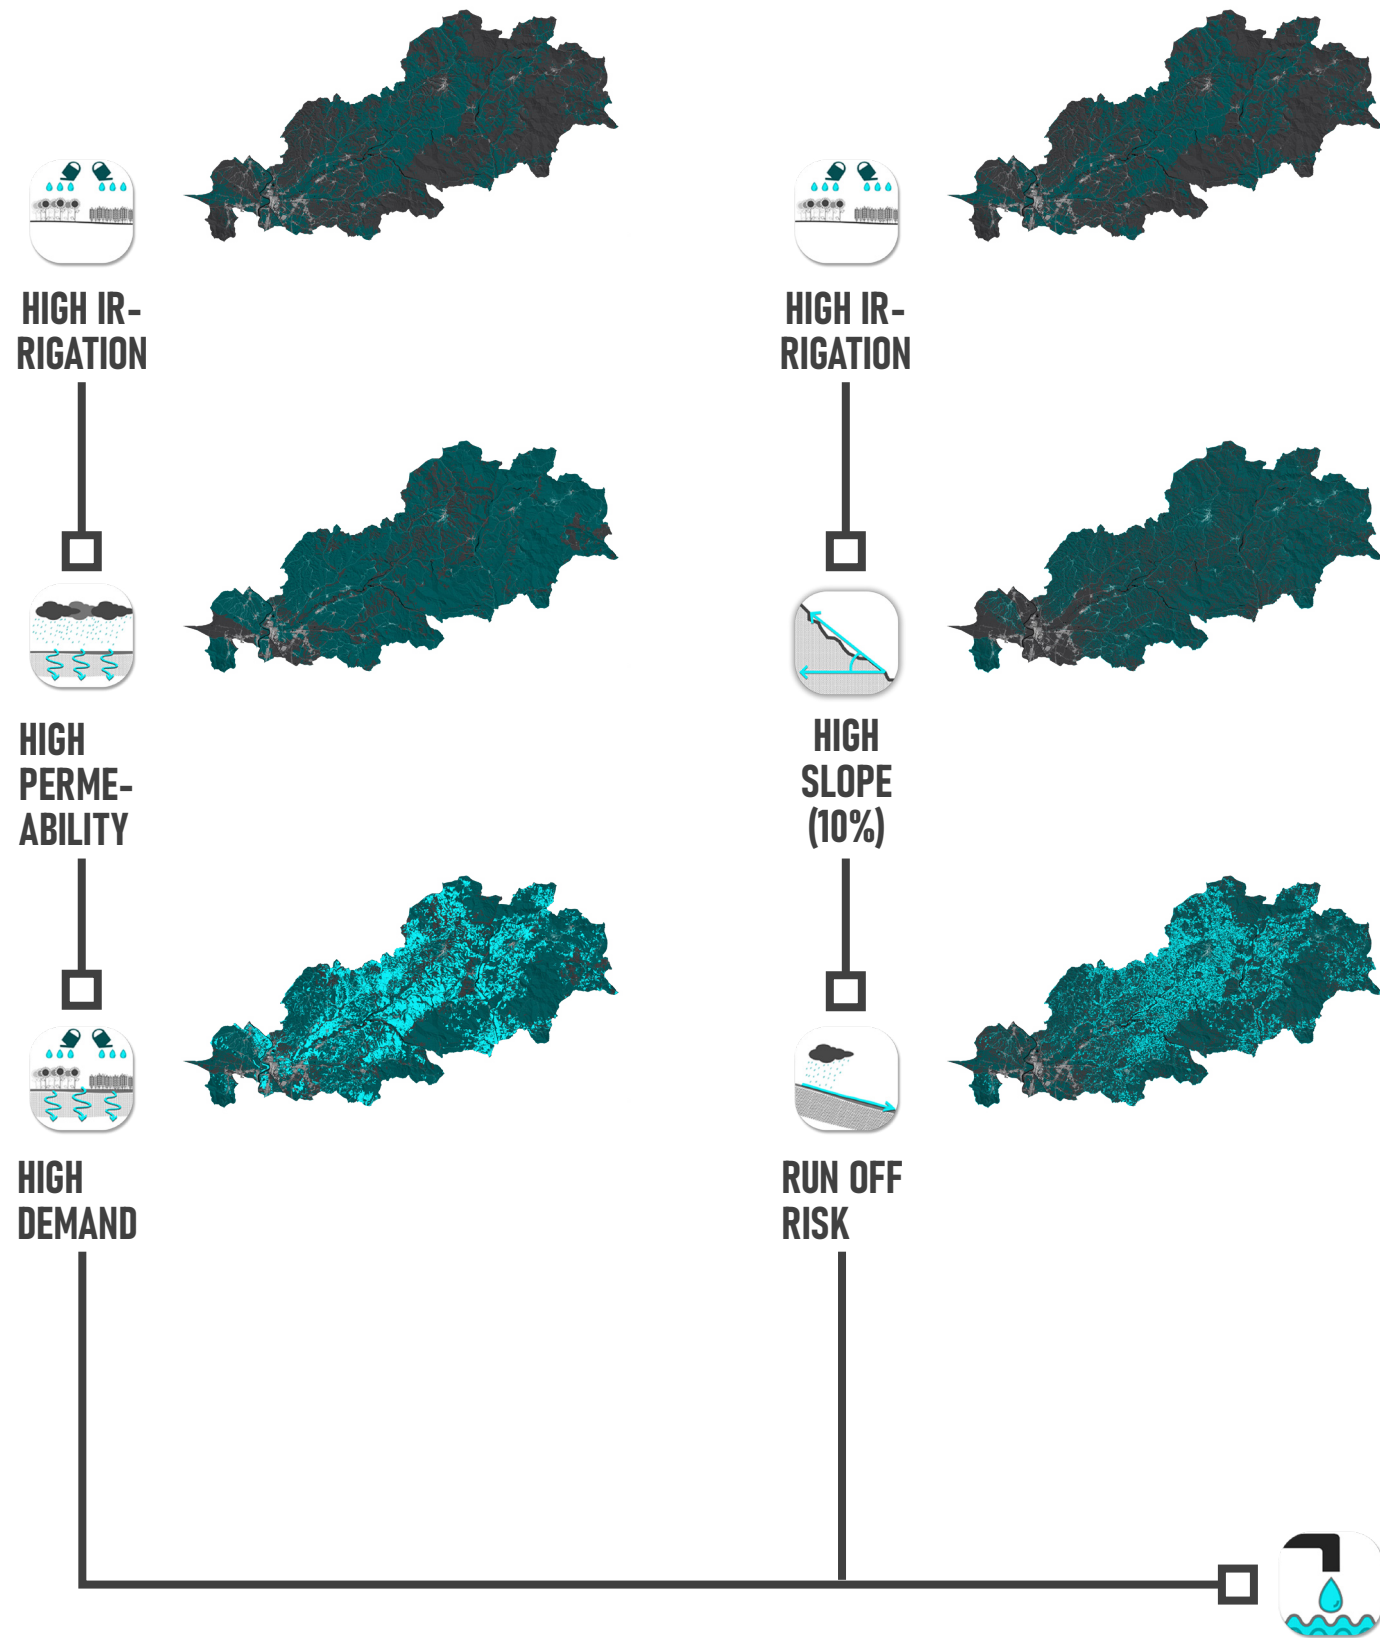 HIGH IR-
RIGATION
HIGH
PERME-
ABILITY
HIGH
DEMAND
HIGH IR-
RIGATION
HIGH
SLOPE
(10%)
RUN OFF
RISK